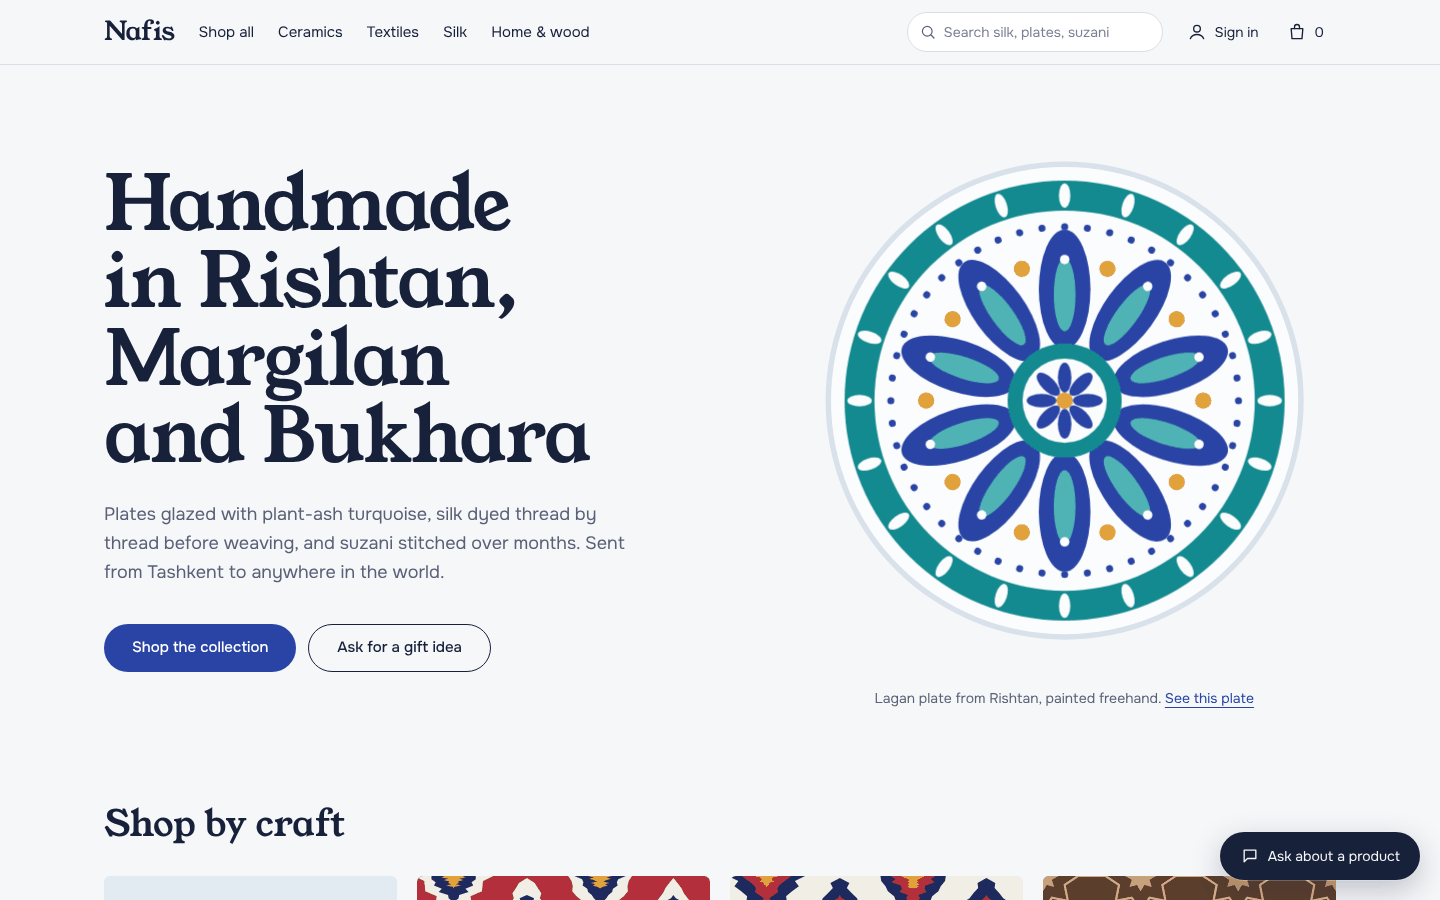 Nafis
Shop all
Ceramics
Textiles
Silk
Home & wood
Search silk, plates, suzani
Sign in
0
Handmade
in Rishtan,
Margilan
and Bukhara
Plates glazed with plant-ash turquoise, silk dyed thread by
thread before weaving, and suzani stitched over months. Sent
from Tashkent to anywhere in the world.
Shop the collection
Ask for a gift idea
Lagan plate from Rishtan, painted freehand. See this plate
Shop by craft
Ask about a product